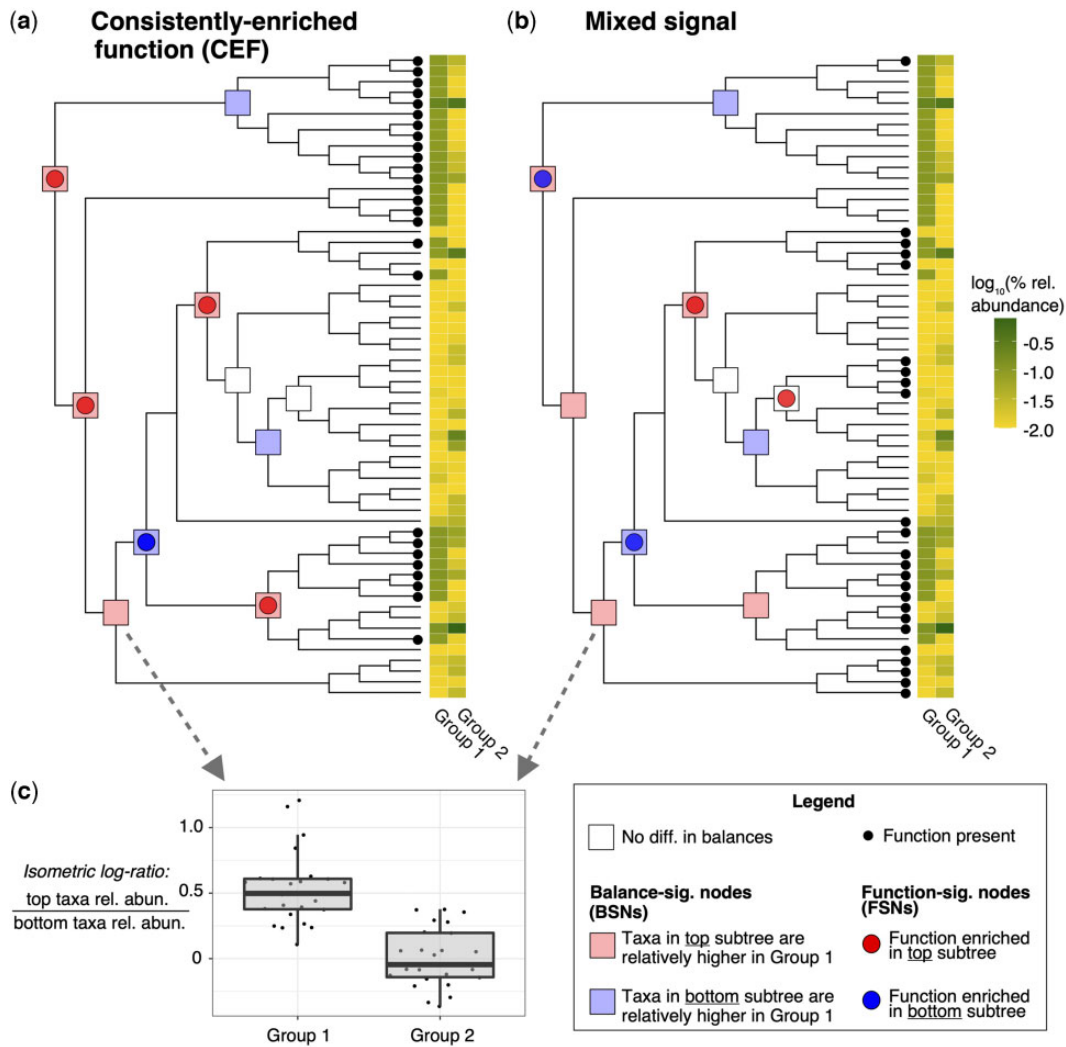 (a) Consistently-enriched
function (CEF)
(b) Mixed signal
log10(% rel.
abundance)
-0.5
-1.0
-1.5
-2.0
Group 1
Group 2
Group 1
Group 2
(c)
Isometric log-ratio:
top taxa rel. abun.
bottom taxa rel. abun.
1.0
0.5
0
Group 1
Group 2
Legend
No diff. in balances
Function present
Balance-sig. nodes
(BSNs)
Taxa in top subtree are
relatively higher in Group 1
Taxa in bottom subtree are
relatively higher in Group 1
Function-sig. nodes
(FSNs)
Function enriched
in top subtree
Function enriched
in bottom subtree